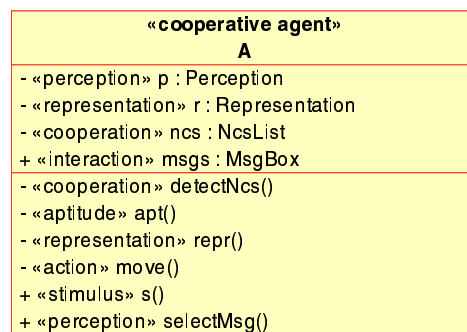 «cooperative agent»
A
- «perception» p : Perception
- «representation» r : Representation
- «cooperation» ncs : NcsList
+ «interaction» msgs : MsgBox
- «cooperation» detectNcs()
- «aptitude» apt()
- «representation» repr()
- «action» move()
+ «stimulus» s()
+ «perception» selectMsg()